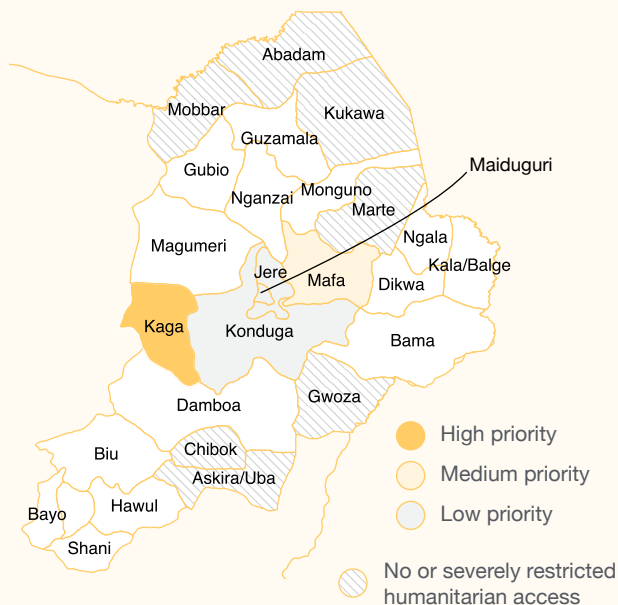 Abadam
Mobbar
Kukawa
Guzamala
Maiduguri
Gubio
Nganzai
Monguno
Marte
Magumeri
Ngala
Jere
Kala/Balge
Mafa
Dikwa
Kaga
Konduga
Bama
Gwoza
Damboa
High priority
Chibok
Biu
Medium priority
Askira/Uba
Hawul
Bayo
Low priority
Shani
No or severely restricted
humanitarian access